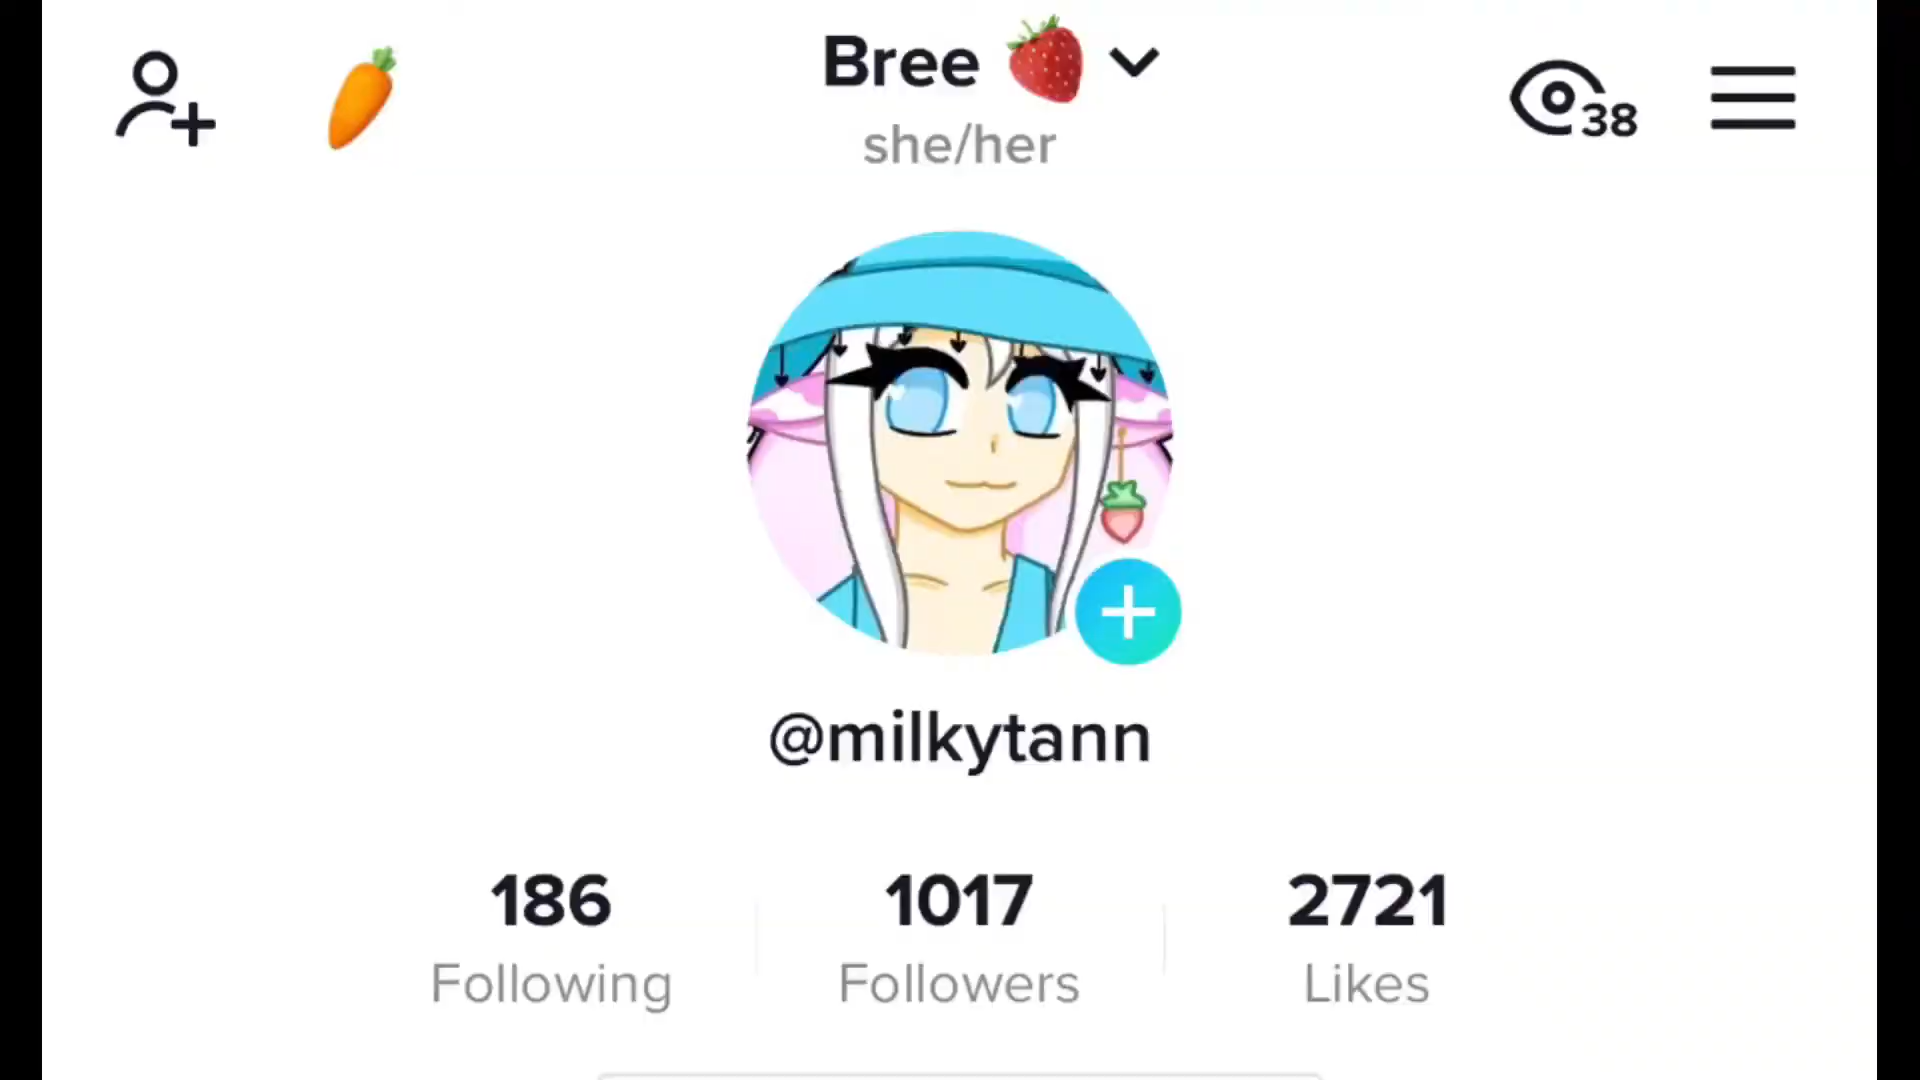 Bree 🍓
she/her
38
@milkytann
186
Following
1017
Followers
2721
Likes